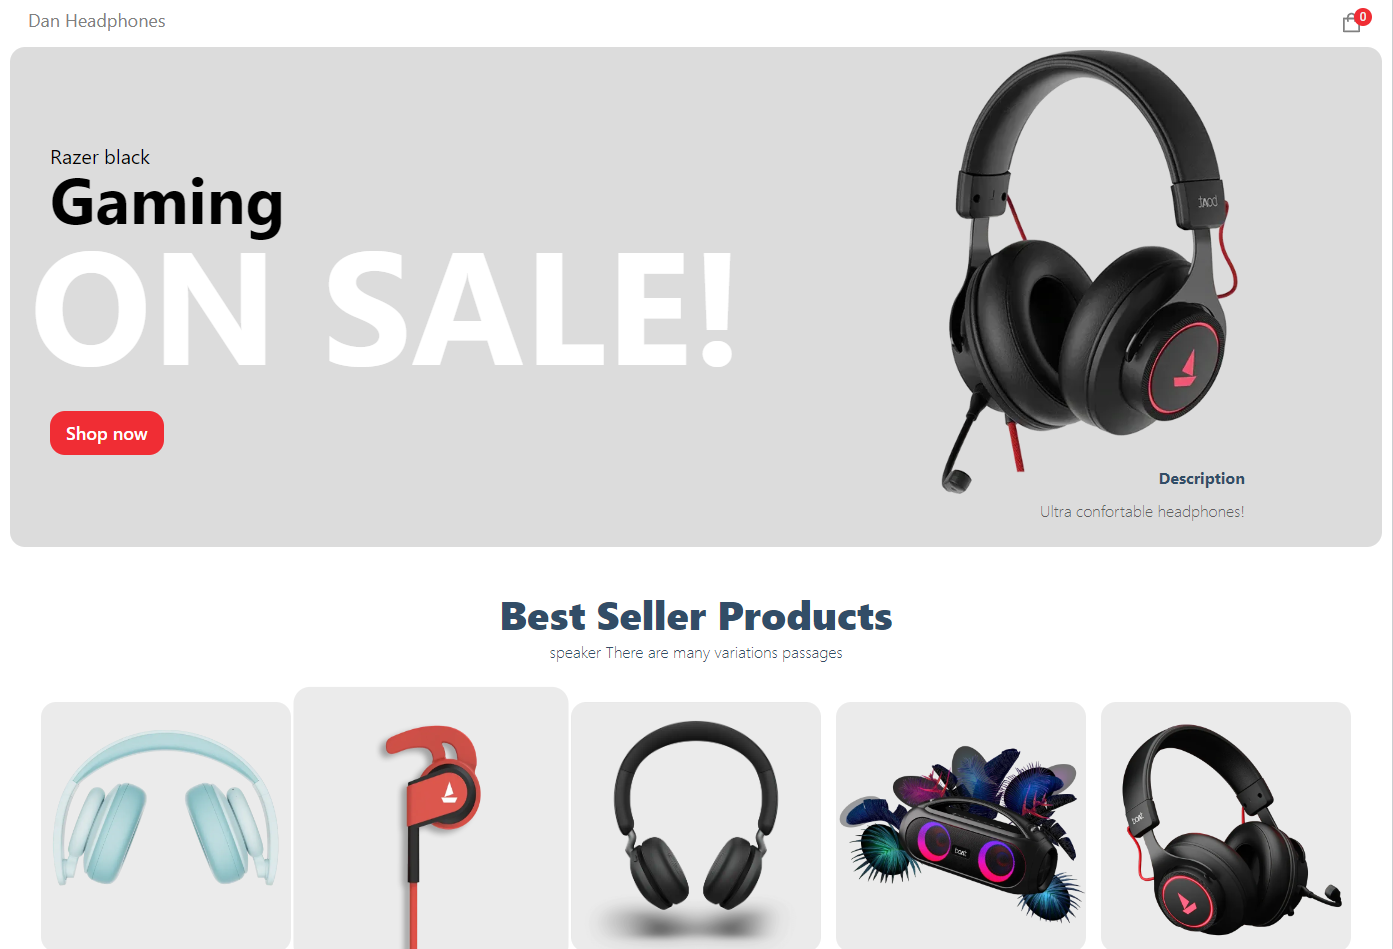 Dan Headphones
0
Razer black
Gaming
ON SALE!
Shop now
Description
Ultra confortable headphones!
Best Seller Products
speaker There are many variations passages
boAt